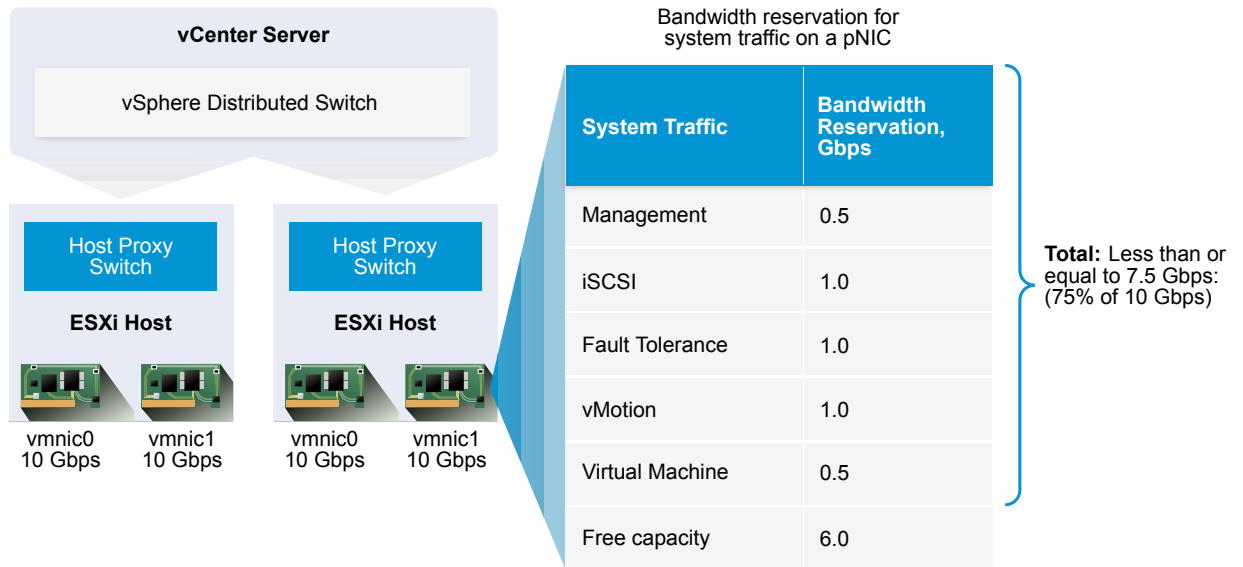 vCenter Server
vSphere Distributed Switch
Host Proxy
Switch
ESXi Host
vmnic0
10 Gbps
vmnic1
10 Gbps
Host Proxy
Switch
ESXi Host
vmnic0
10 Gbps
vmnic1
10 Gbps
Bandwidth reservation for
system traffic on a pNIC
System Traffic
Bandwidth
Reservation,
Gbps
Management 0.5
iSCSI 1.0
Fault Tolerance 1.0
vMotion 1.0
Virtual Machine 0.5
Free capacity 6.0
Total: Less than or
equal to 7.5 Gbps:
(75% of 10 Gbps)